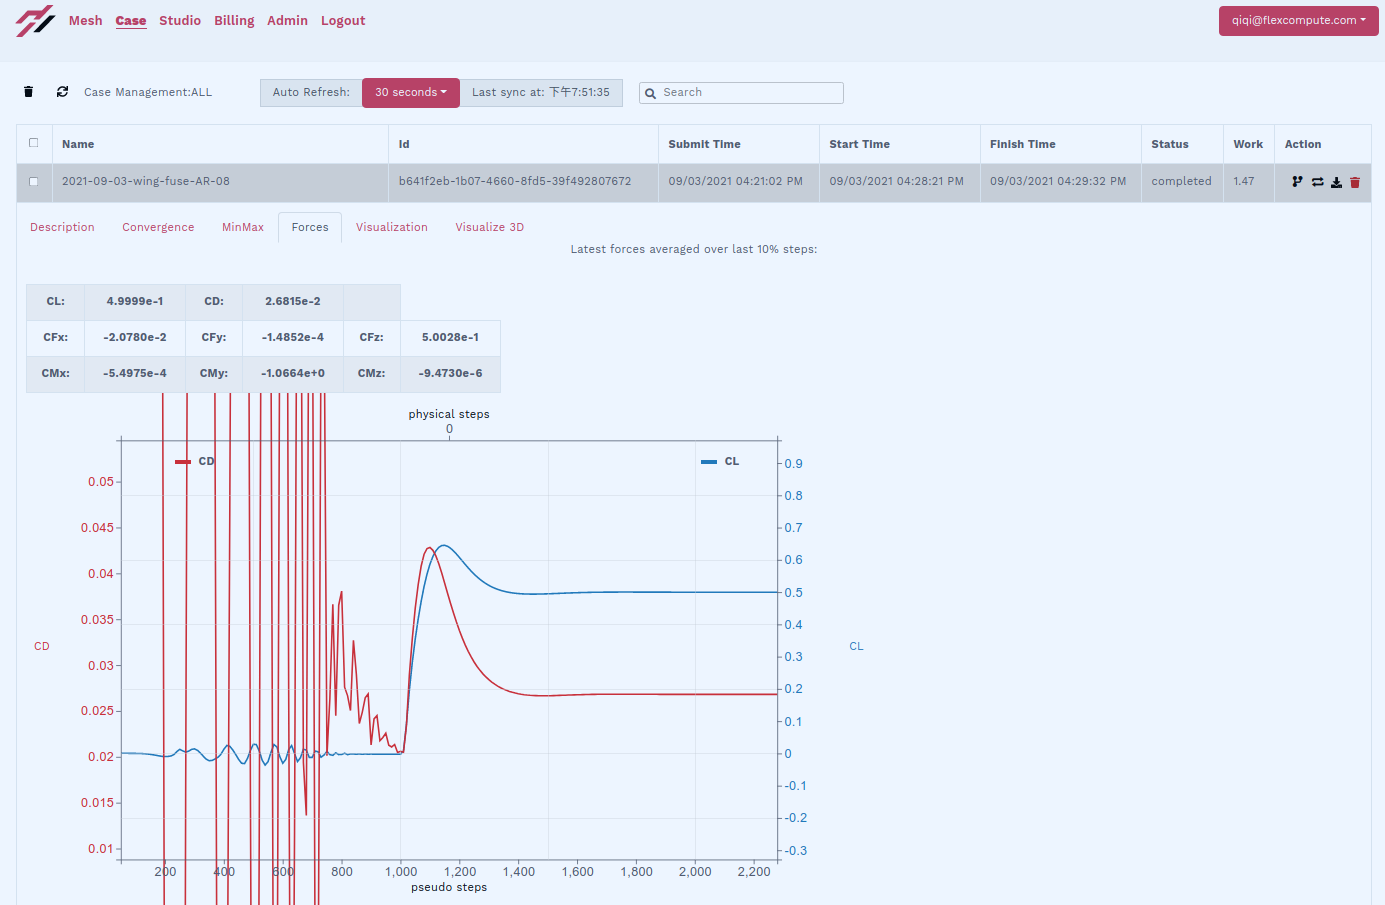 Mesh Case Studio Billing Admin Logout qiqi@flexcompute.com
Case Management:ALL Auto Refresh: 30 seconds Last sync at: 下午7:51:35 Search
Name Id Submit Time Start Time Finish Time Status Work Action
2021-09-03-wing-fuse-AR-08 b641f2eb-1b07-4660-8fd5-39f492807672 09/03/2021 04:21:02 PM 09/03/2021 04:28:21 PM 09/03/2021 04:29:32 PM completed 1.47
Description Convergence MinMax Forces Visualization Visualize 3D
Latest forces averaged over last 10% steps:
CL: 4.9999e-1 CD: 2.6815e-2
CFx: -2.0780e-2 CFy: -1.4852e-4 CFz: 5.0028e-1
CMx: -5.4975e-4 CMy: -1.0664e+0 CMz: -9.4730e-6
physical steps
0
CD CL
0.05
0.045
0.04
0.035
0.03
0.025
0.02
0.015
0.01
CD
0.9
0.8
0.7
0.6
0.5
0.4
0.3
0.2
0.1
0
-0.1
-0.2
-0.3
CL
200 400 600 800 1,000 1,200 1,400 1,600 1,800 2,000 2,200
pseudo steps